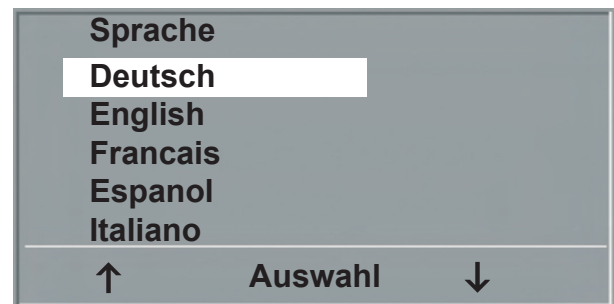 Sprache
Deutsch
English
Francais
Espanol
Italiano
↑ Auswahl ↓